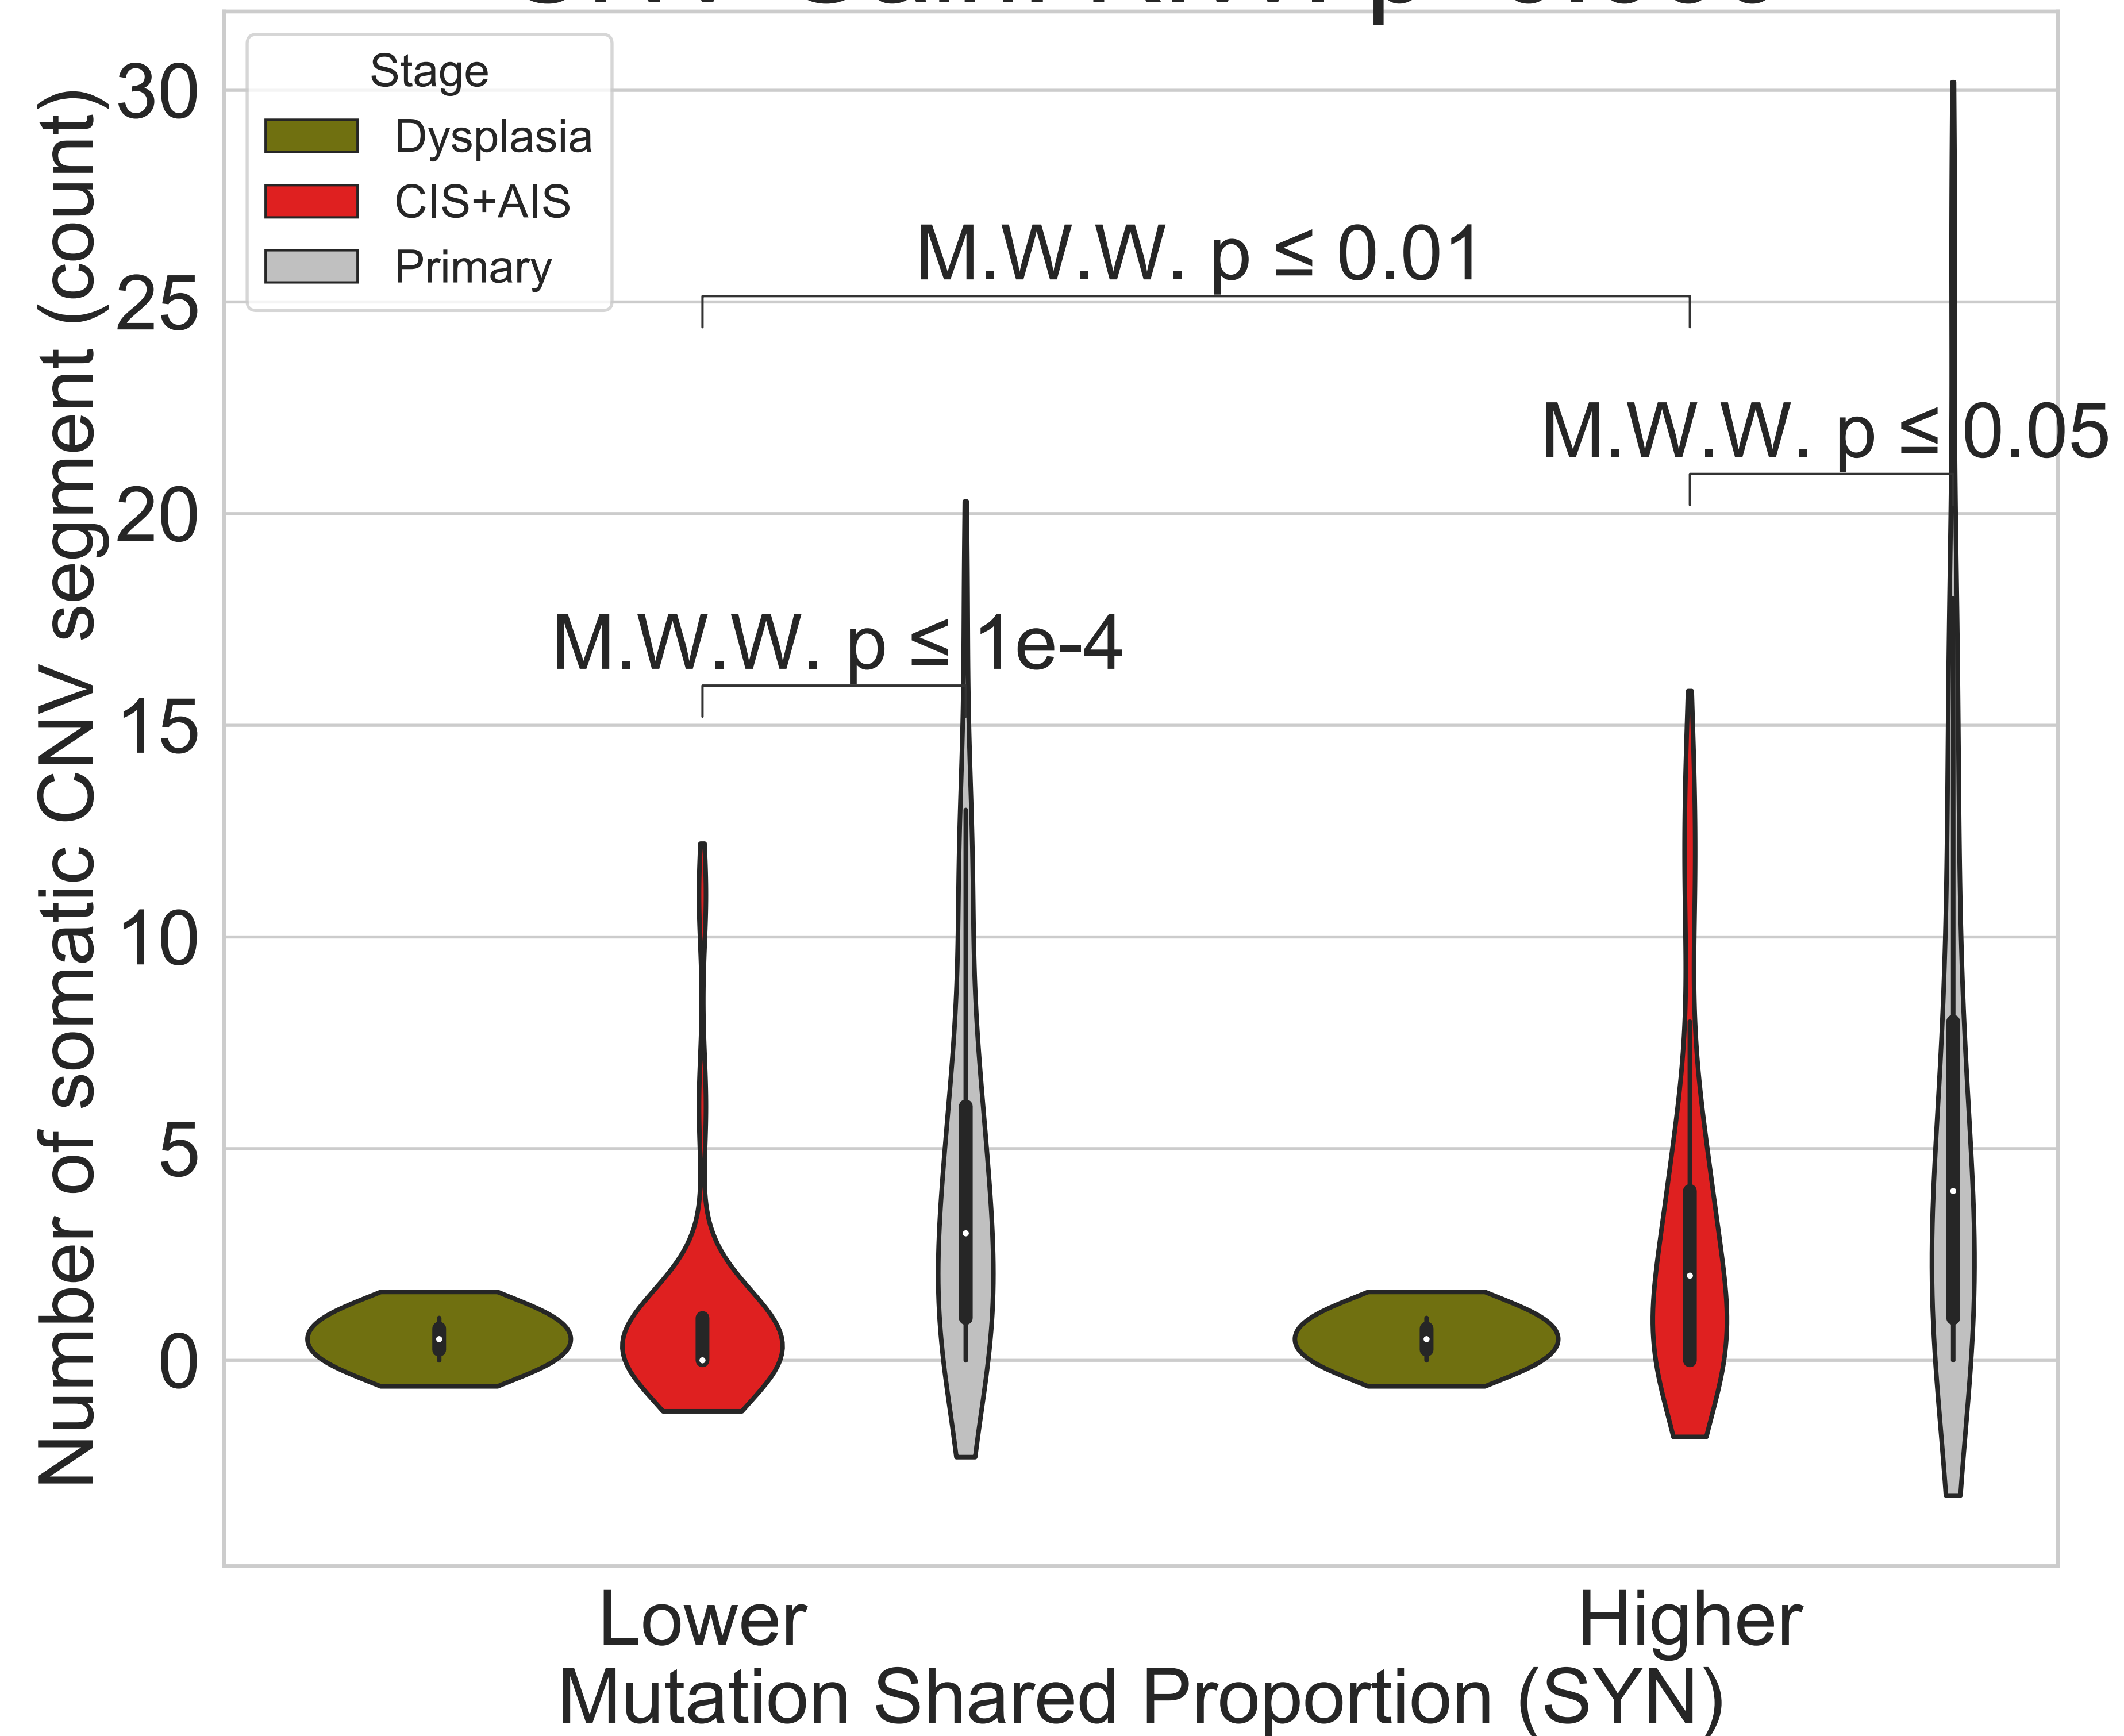 Stage
Dysplasia
CIS+AIS
Primary
M.W.W. p ≤ 0.01
M.W.W. p ≤ 0.05
M.W.W. p ≤ 1e-4
Number of somatic CNV segment (count)
30
25
20
15
10
5
0
Lower
Higher
Mutation Shared Proportion (SYN)